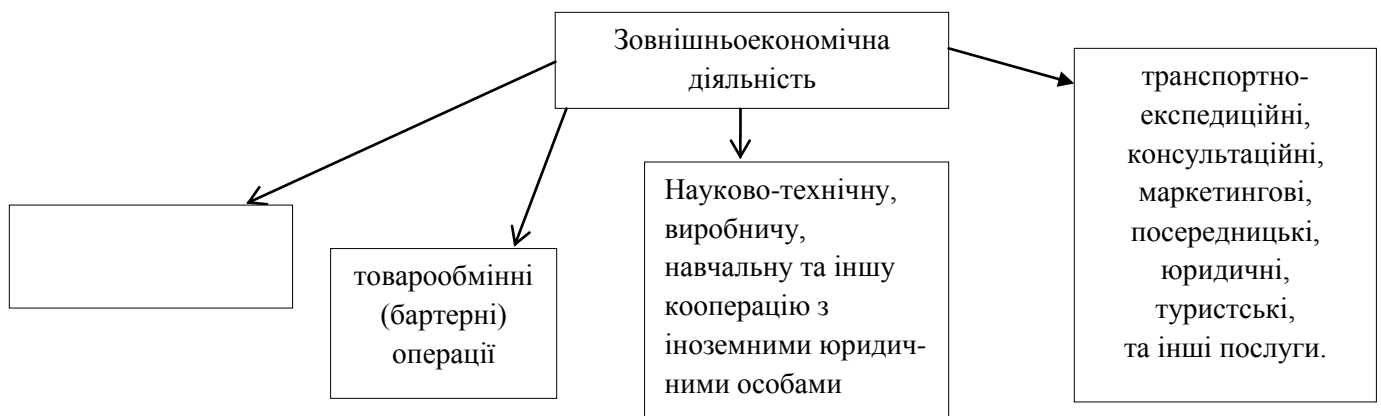 Зовнішньоекономічна
діяльність
товарообмінні
(бартерні)
операції
Науково-технічну,
виробничу,
навчальну та іншу
кооперацію з
іноземними юридич-
ними особами
транспортно-
експедиційні,
консультаційні,
маркетингові,
посередницькі,
юридичні,
туристські,
та інші послуги.